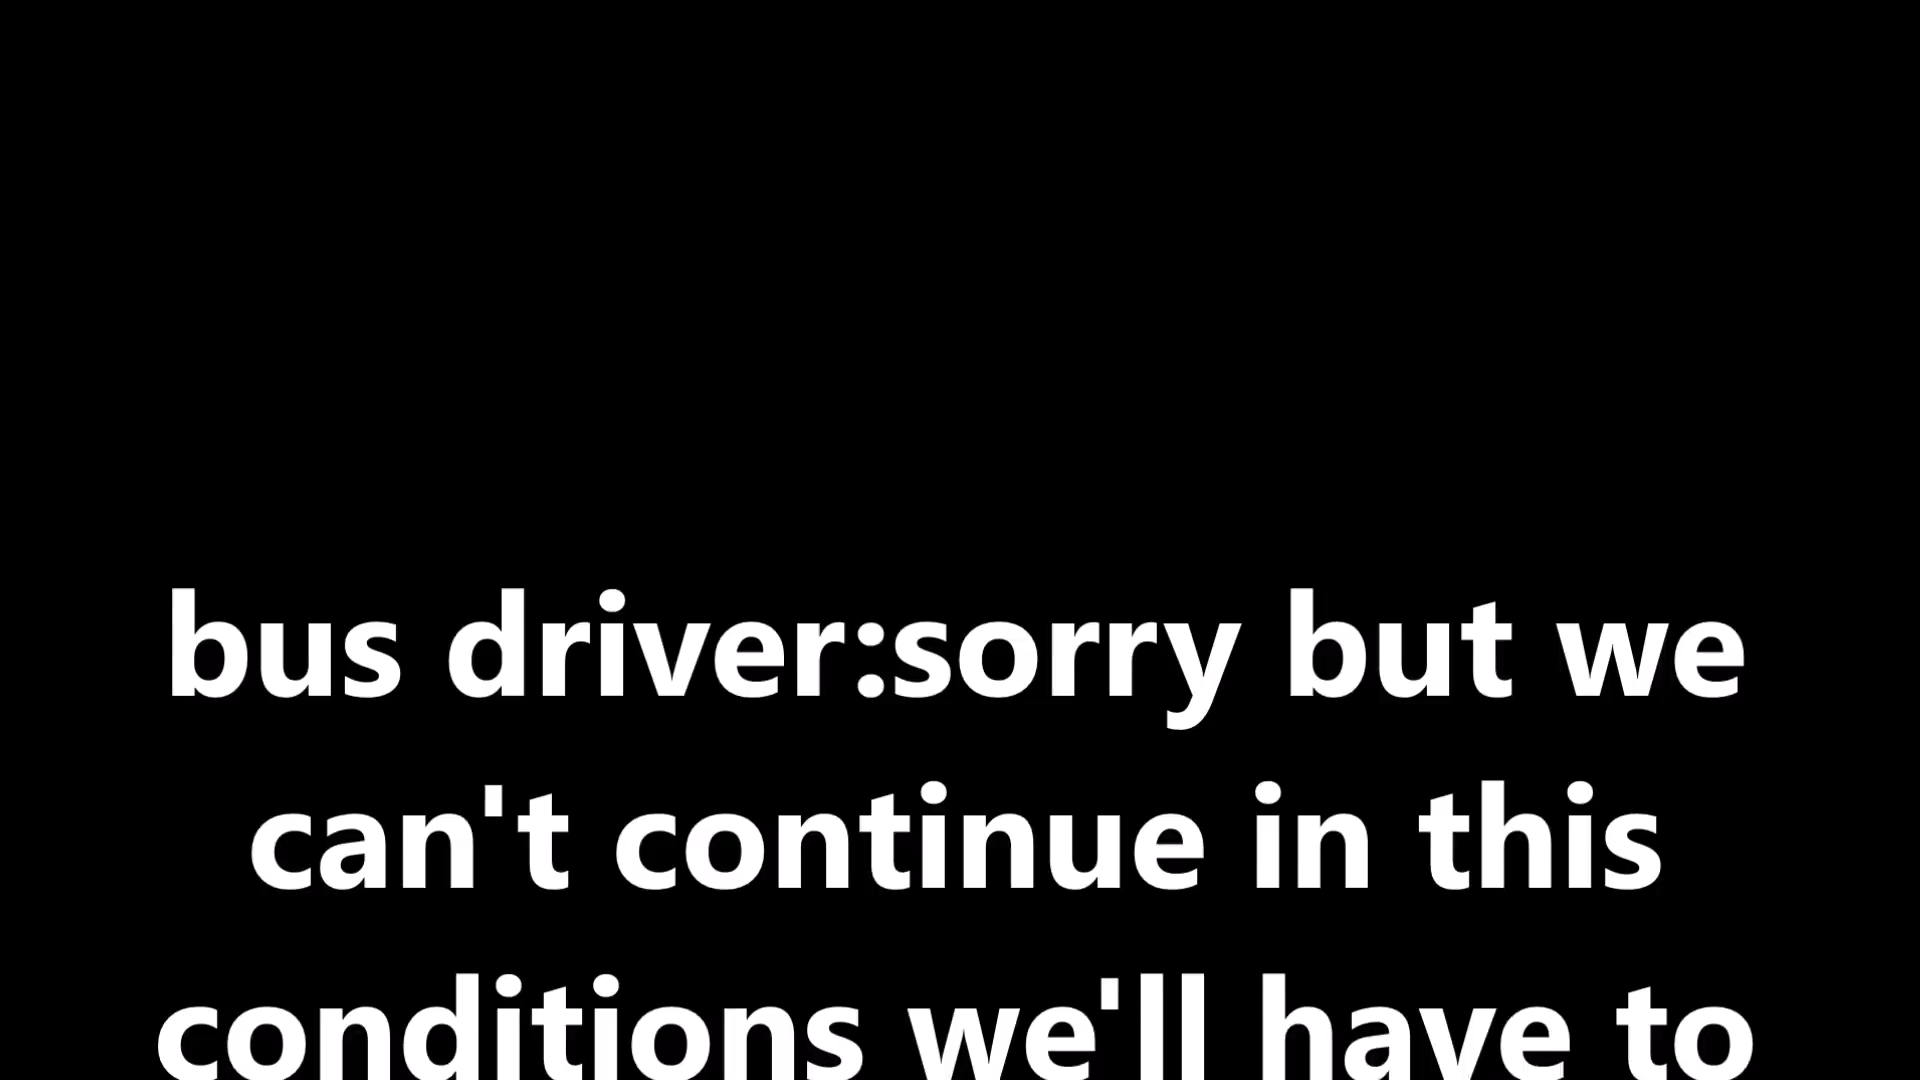 bus driver:sorry but we
can't continue in this
conditions we'll have to